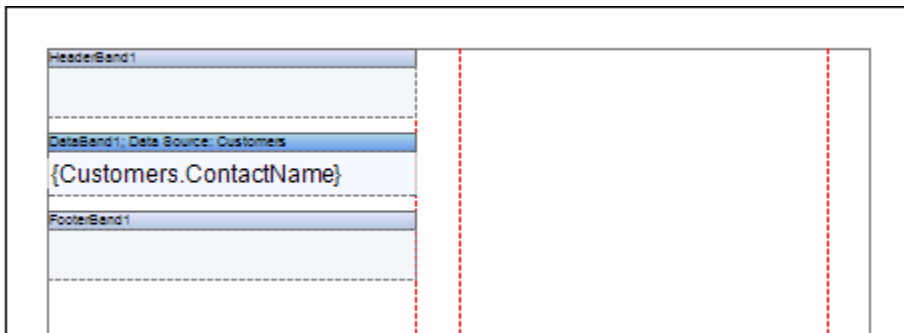 HeaderBand1
DataBand1; Data Source: Customers
{Customers.ContactName}
FooterBand1